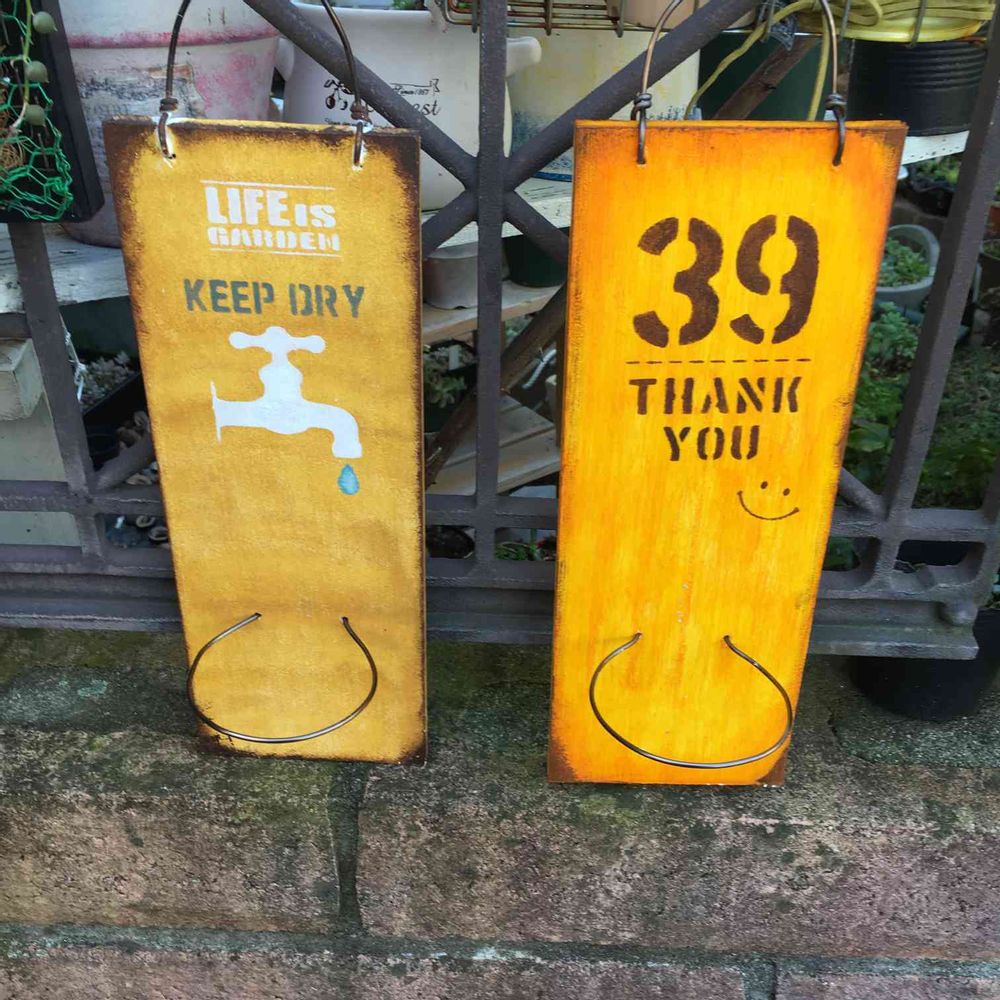 LIFE IS
GARDEN
KEEP DRY
39
THANK
YOU